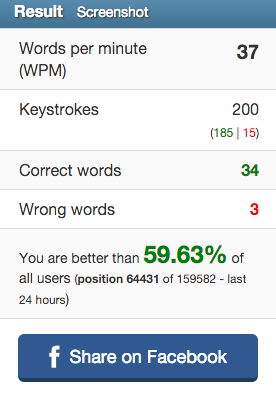 Result Screenshot
Words per minute 37
(WPM)
Keystrokes 200
(185 | 15)
Correct words 34
Wrong words 3
You are better than 59.63% of
all users (position 64431 of 159582 - last
24 hours)
f Share on Facebook